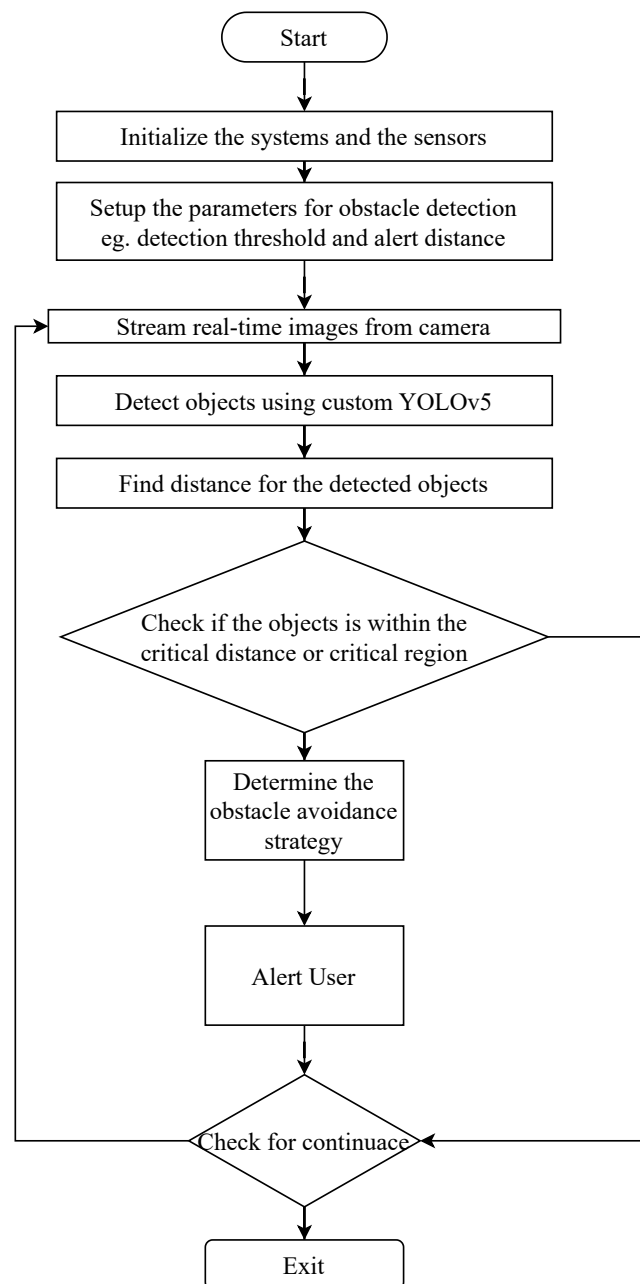 Start
Initialize the systems and the sensors
Setup the parameters for obstacle detection
eg. detection threshold and alert distance
Stream real-time images from camera
Detect objects using custom YOLOv5
Find distance for the detected objects
Check if the objects is within the
critical distance or critical region
Determine the
obstacle avoidance
strategy
Alert User
Check for continuace
Exit